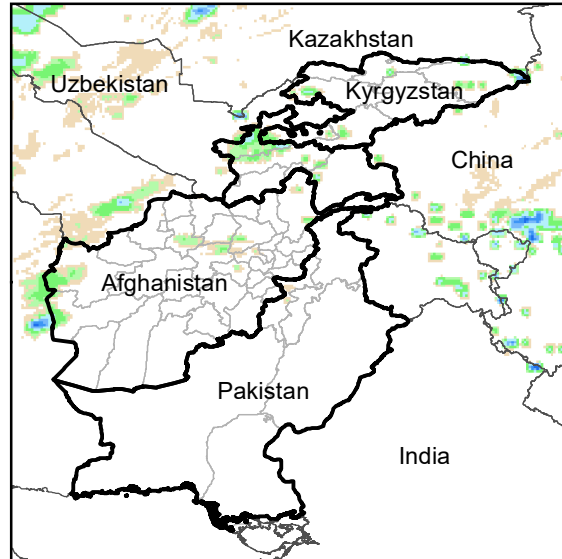 Kazakhstan
Uzbekistan
Kyrgyzstan
China
Afghanistan
Pakistan
India